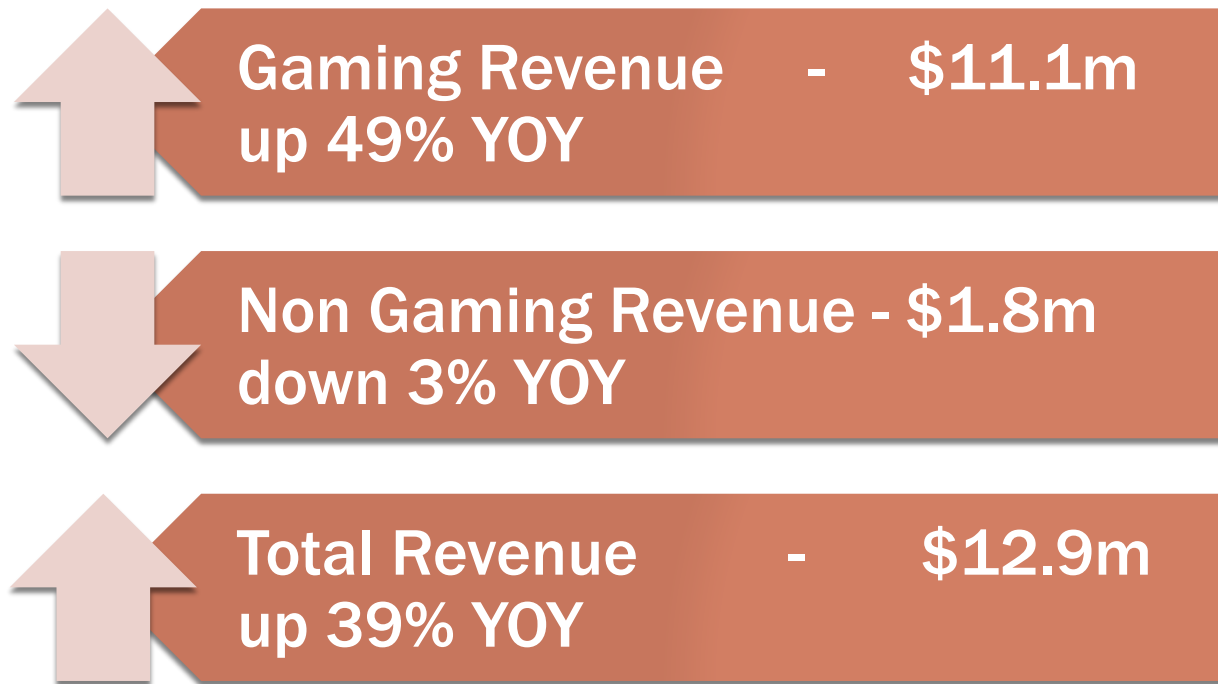 Gaming Revenue - $11.1m
up 49% YOY
Non Gaming Revenue - $1.8m
down 3% YOY
Total Revenue - $12.9m
up 39% YOY